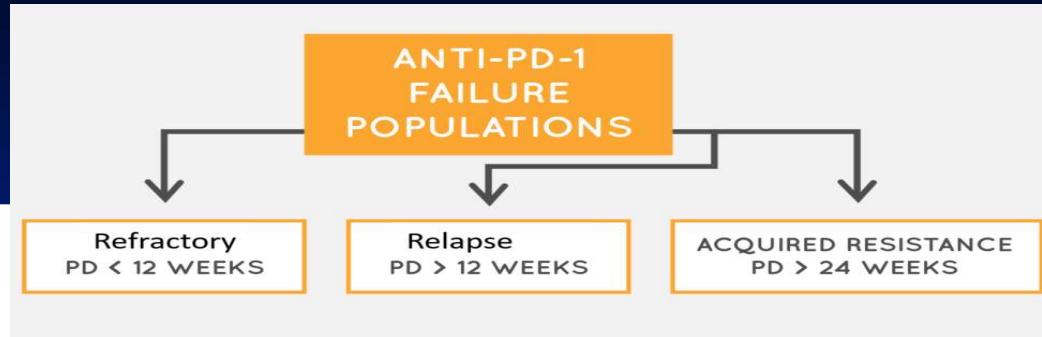 ANTI-PD-1
FAILURE
POPULATIONS
Refractory
PD < 12 WEEKS
Relapse
PD > 12 WEEKS
ACQUIRED RESISTANCE
PD > 24 WEEKS